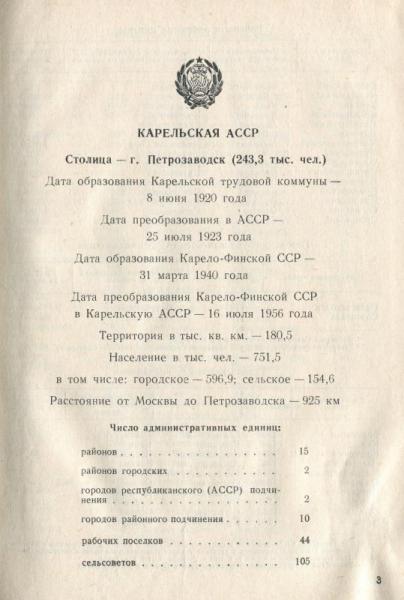 КАРЕЛЬСКАЯ АССР
Столица — г. Петрозаводск (243,3 тыс. чел.)
Дата образования Карельской трудовой коммуны —
8 июня 1920 года
Дата преобразования в АССР —
25 июля 1923 года
Дата образования Карело-Финской ССР —
31 марта 1940 года
Дата преобразования Карело-Финской ССР
в Карельскую АССР — 16 июля 1956 года
Территория в тыс. кв. км. — 180,5
Население в тыс. чел. — 751,5
в том числе: городское — 596,9; сельское — 154,6
Расстояние от Москвы до Петрозаводска — 925 км
Число административных единиц:
районов . . . . . . . . . . . . . . . 15
районов городских . . . . . . . . . . 2
городов республиканского (АССР) подчи-
нения . . . . . . . . . . . . . . . . 2
городов районного подчинения . . . . . 10
рабочих поселков . . . . . . . . . . . 44
сельсоветов . . . . . . . . . . . . . 105
3